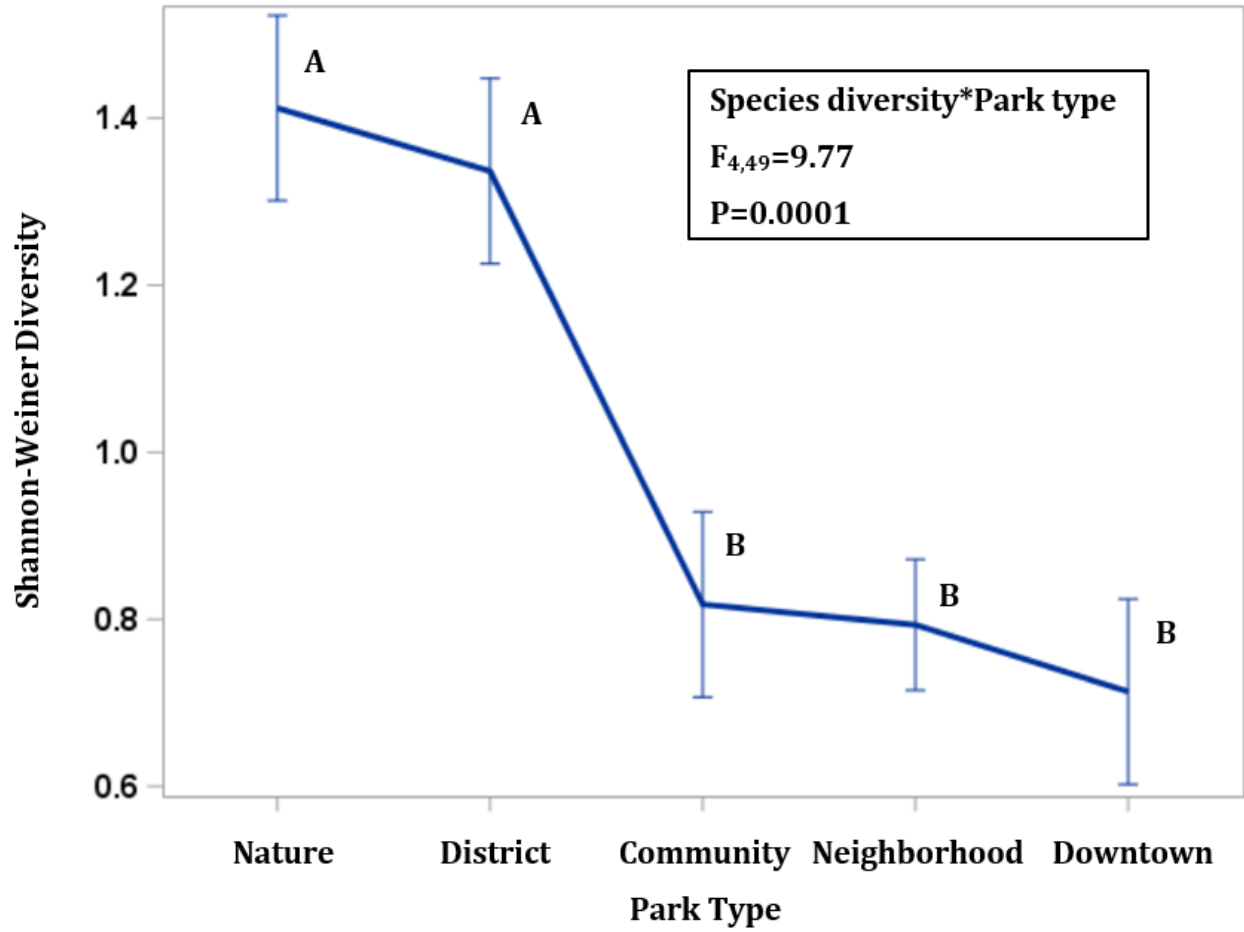 A
A
Species diversity*Park type
F4,49=9.77
P=0.0001
1.4
1.2
1.0
0.8
0.6
B
B
B
Shannon-Weiner Diversity
Nature District Community Neighborhood Downtown
Park Type